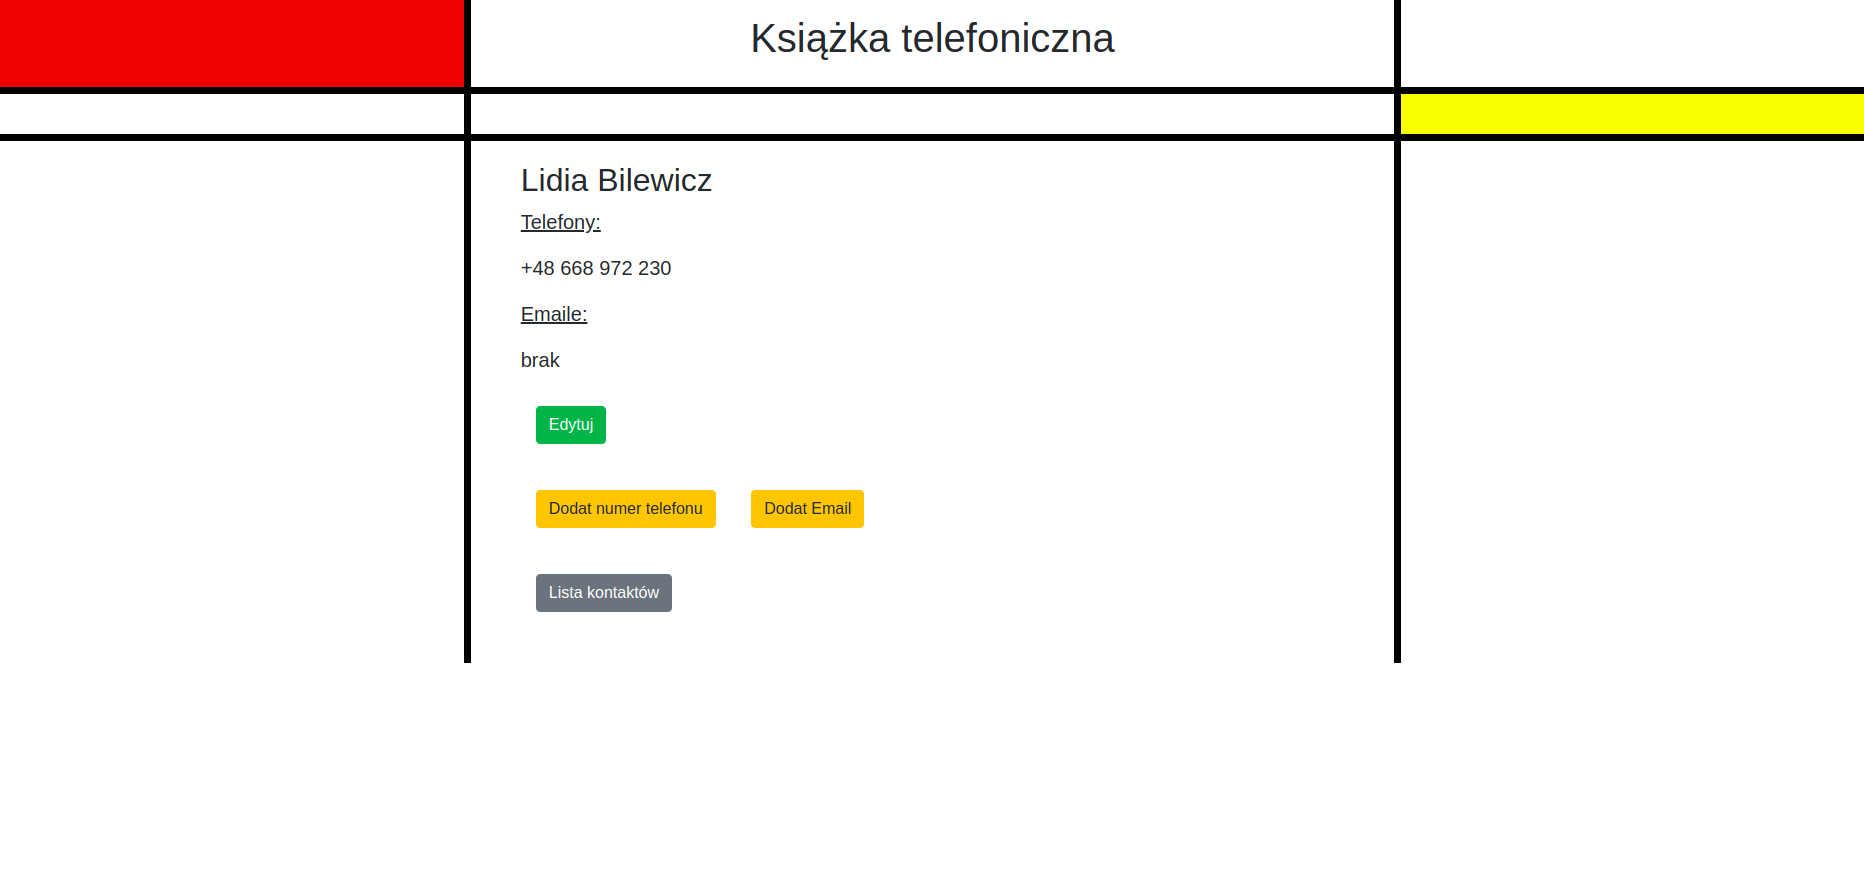 Książka telefoniczna
Lidia Bilewicz
Telefony:
+48 668 972 230
Emaile:
brak
Edytuj
Dodat numer telefonu Dodat Email
Lista kontaktów